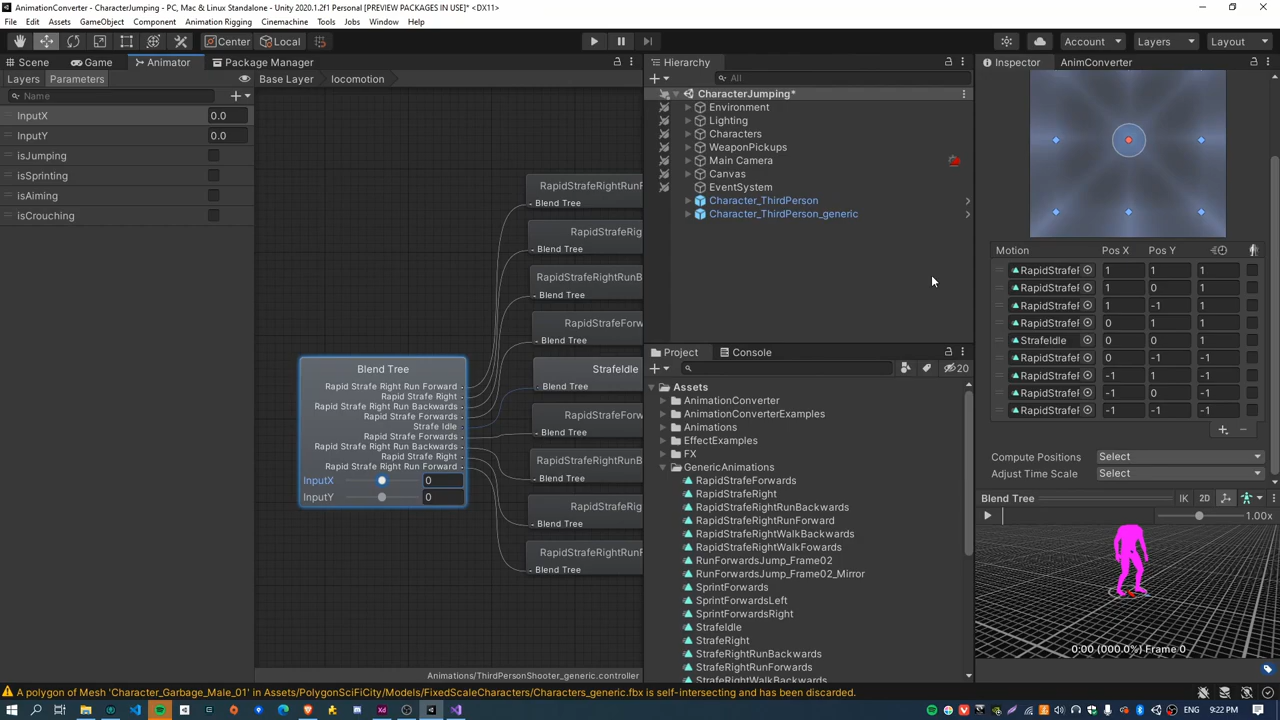 AnimationConverter - CharacterJumping - PC, Mac & Linux Standalone - Unity 2020.1.2f1 Personal [PREVIEW PACKAGES IN USE]* <DX11>
File Edit Assets GameObject Component Animation Rigging Cinemachine Tools Jobs Window Help
Center Local Account Layers Layout
Scene Game Animator Package Manager
Layers Parameters Base Layer locomotion
Name
InputX 0.0
InputY 0.0
isJumping
isSprinting
isAiming
isCrouching
RapidStrafeRightRunF
Blend Tree
RapidStrafeRig
Blend Tree
RapidStrafeRightRunB
Blend Tree
RapidStrafeForw
Blend Tree
StrafeIdle
Blend Tree
RapidStrafeForw
Blend Tree
RapidStrafeRightRunB
Blend Tree
RapidStrafeRig
Blend Tree
RapidStrafeRightRunF
Blend Tree
Blend Tree
Rapid Strafe Right Run Forward
Rapid Strafe Right
Rapid Strafe Right Run Backwards
Rapid Strafe Forwards
Strafe Idle
Rapid Strafe Forwards
Rapid Strafe Right Run Backwards
Rapid Strafe Right
Rapid Strafe Right Run Forward
InputX 0
InputY 0
Animations/ThirdPersonShooter_generic.controller
Hierarchy
All
CharacterJumping*
Environment
Lighting
Characters
WeaponPickups
Main Camera
Canvas
EventSystem
Character_ThirdPerson
Character_ThirdPerson_generic
Project Console
20
Assets
AnimationConverter
AnimationConverterExamples
Animations
EffectExamples
FX
GenericAnimations
RapidStrafeForwards
RapidStrafeRight
RapidStrafeRightRunBackwards
RapidStrafeRightRunForward
RapidStrafeRightWalkBackwards
RapidStrafeRightWalkFowards
RunForwardsJump_Frame02
RunForwardsJump_Frame02_Mirror
SprintForwards
SprintForwardsLeft
SprintForwardsRight
StrafeIdle
StrafeRight
StrafeRightRunBackwards
StrafeRightRunForwards
StrafeRightWalkBackwards
Inspector AnimConverter
Motion Pos X Pos Y
RapidStrafeF 1 1 1
RapidStrafeF 1 0 1
RapidStrafeF 1 -1 1
RapidStrafeF 0 1 1
StrafeIdle 0 0 1
RapidStrafeF 0 -1 -1
RapidStrafeF -1 1 -1
RapidStrafeF -1 0 -1
RapidStrafeF -1 -1 -1
Compute Positions Select
Adjust Time Scale Select
Blend Tree IK 2D
1.00x
0:00 (000.0%) Frame 0
A polygon of Mesh 'Character_Garbage_Male_01' in Assets/PolygonSciFiCity/Models/FixedScaleCharacters/Characters_generic.fbx is self-intersecting and has been discarded.
9:22 PM